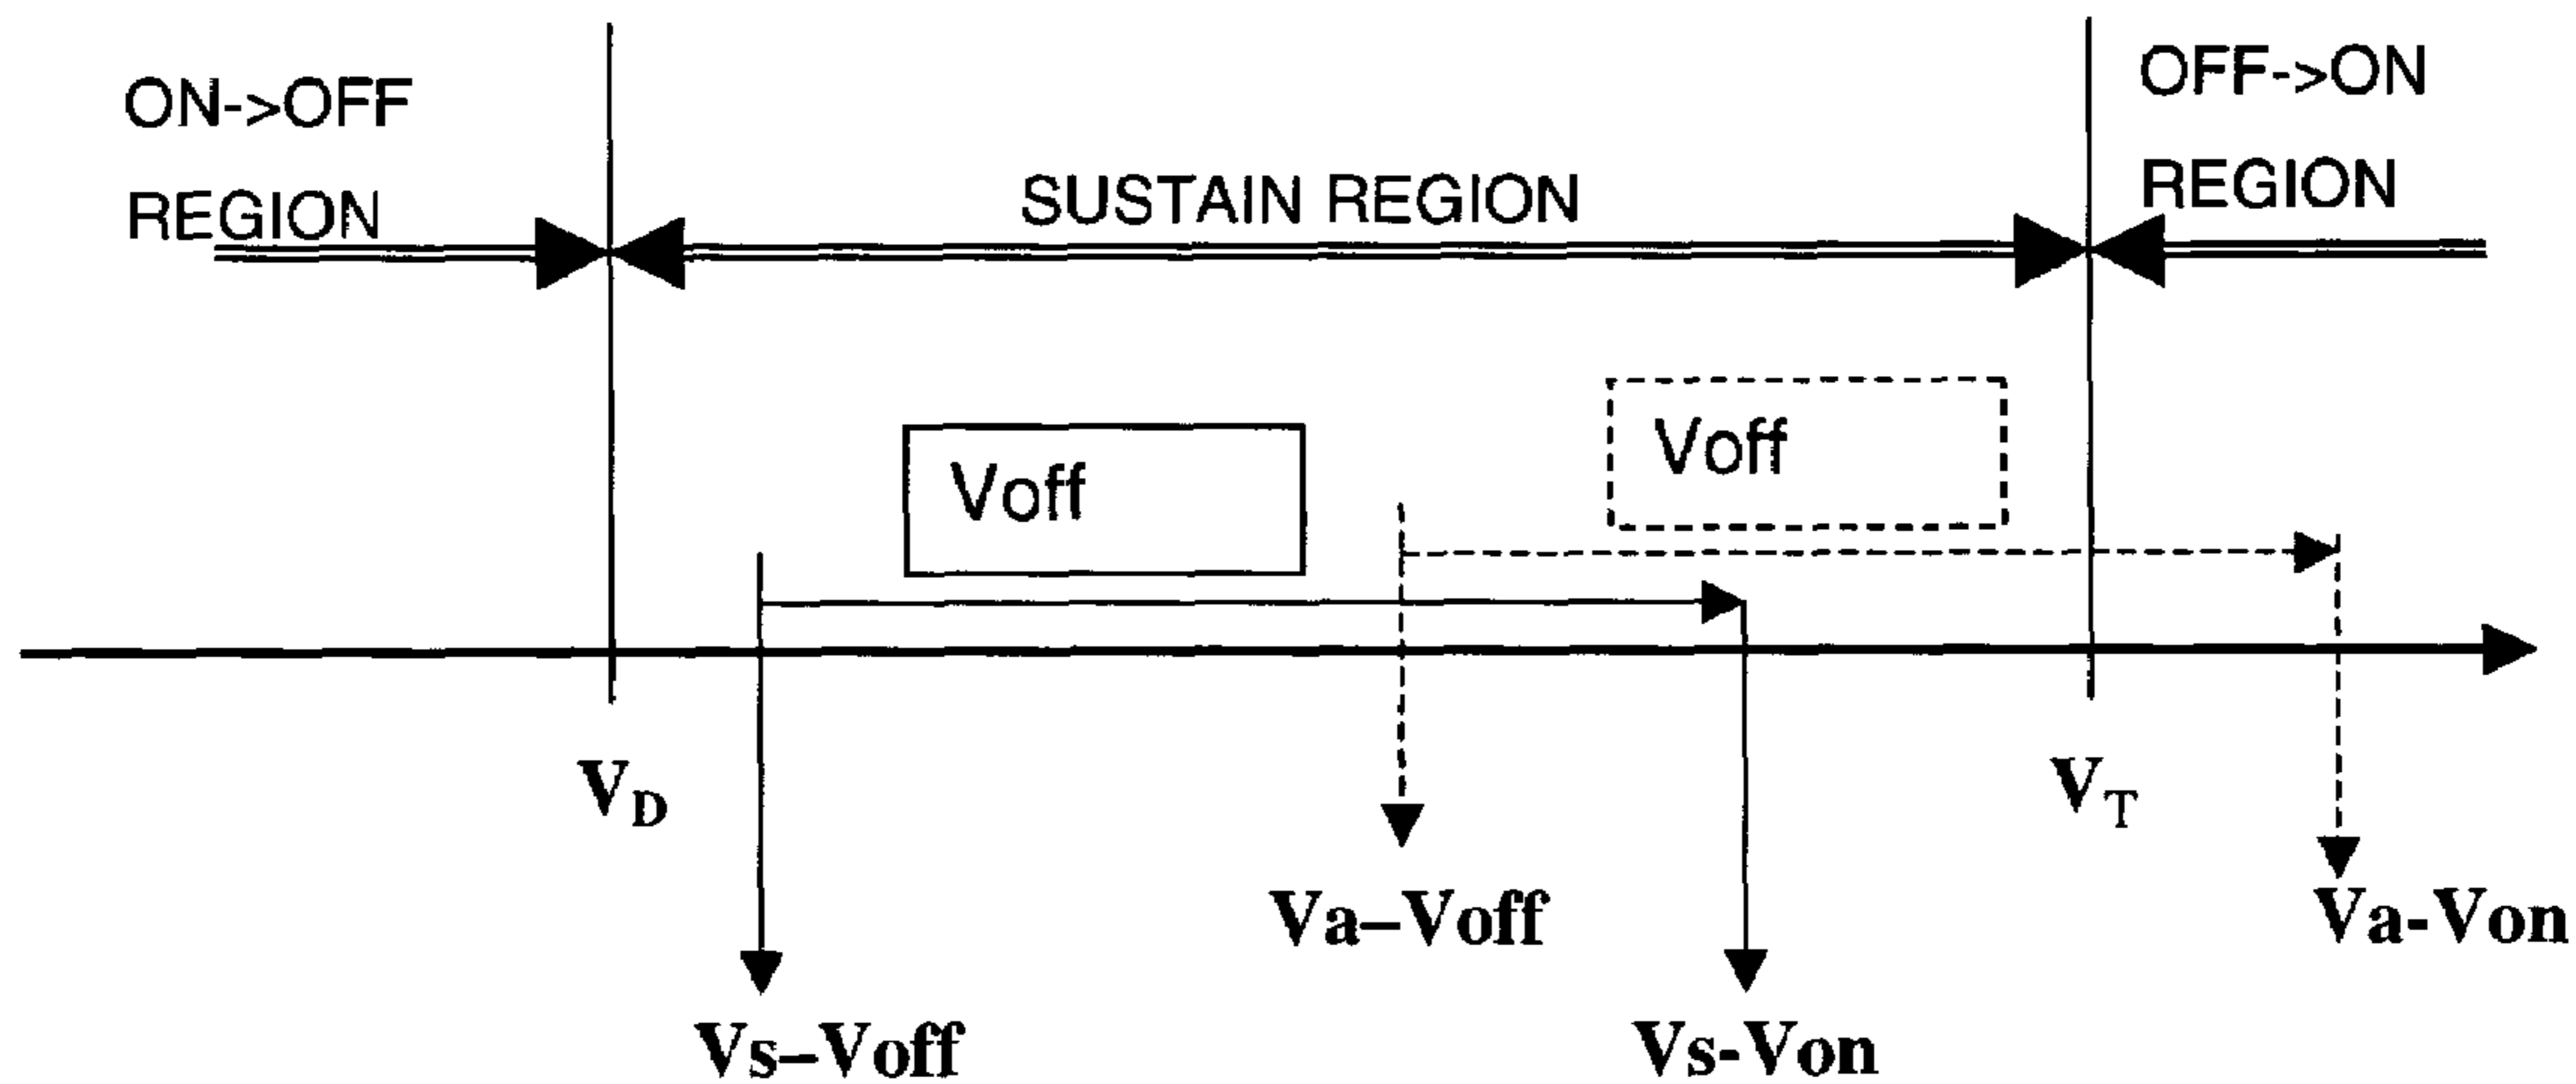 ON->OFF
REGION
SUSTAIN REGION
OFF->ON
REGION
Voff
Voff
VD
VT
Va–Voff
Va-Von
Vs–Voff
Vs-Von